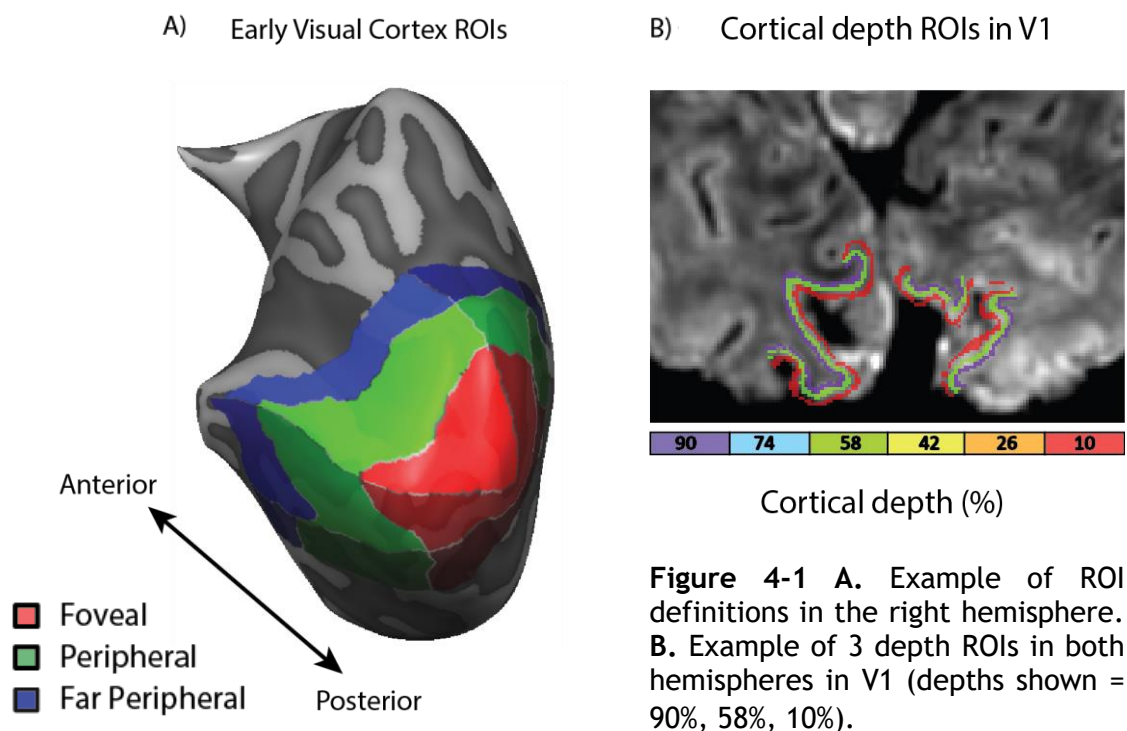 A) Early Visual Cortex ROIs
Anterior
Posterior
Foveal
Peripheral
Far Peripheral
B) Cortical depth ROIs in V1
90 74 58 42 26 10
Cortical depth (%)
Figure 4-1 A. Example of ROI
definitions in the right hemisphere.
B. Example of 3 depth ROIs in both
hemispheres in V1 (depths shown =
90%, 58%, 10%).